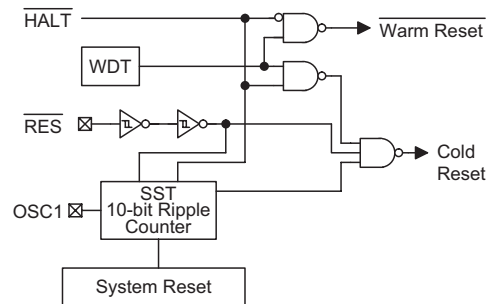 HALT
Warm Reset
WDT
RES
Cold
Reset
SST
10-bit Ripple
Counter
OSC1
System Reset